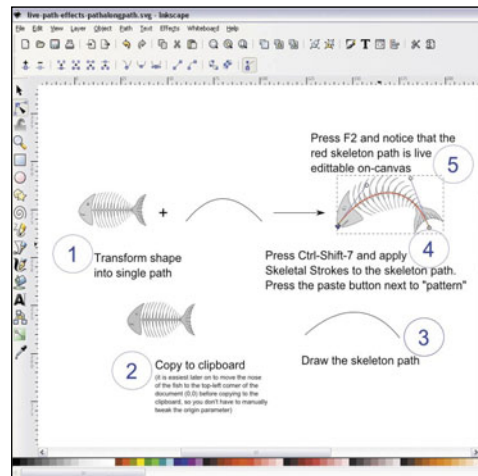 live-path-effects-pathalongpath.svg - Inkscape
File Edit View Layer Object Path Text Effects Whiteboard Help
Press F2 and notice that the
red skeleton path is live
edittable on-canvas
5
+
1
Transform shape
into single path
4
Press Ctrl-Shift-7 and apply
Skeletal Strokes to the skeleton path.
Press the paste button next to "pattern"
2
Copy to clipboard
(it is easiest later on to move the nose
of the fish to the top-left corner of the
document (0,0) before copying to the
clipboard, so you don't have to manually
tweak the origin parameter)
3
Draw the skeleton path